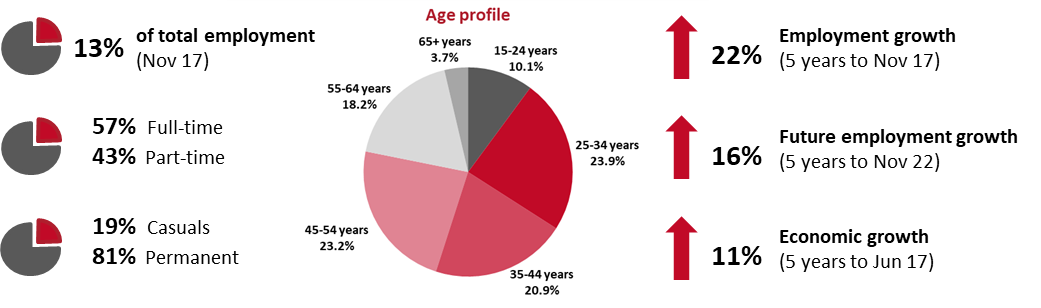 13% of total employment
(Nov 17)
57% Full-time
43% Part-time
19% Casuals
81% Permanent
Age profile
65+ years
3.7%
15-24 years
10.1%
55-64 years
18.2%
25-34 years
23.9%
45-54 years
23.2%
35-44 years
20.9%
22% Employment growth
(5 years to Nov 17)
16% Future employment growth
(5 years to Nov 22)
11% Economic growth
(5 years to Jun 17)